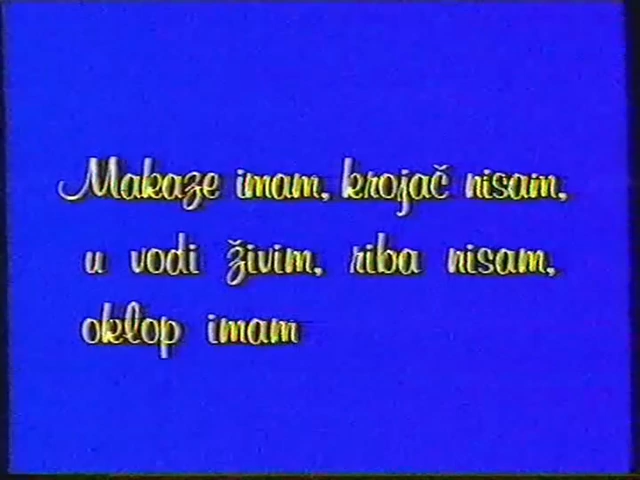 Makaze imam, krojač nisam,
u vodi živim, riba nisam,
oklop imam